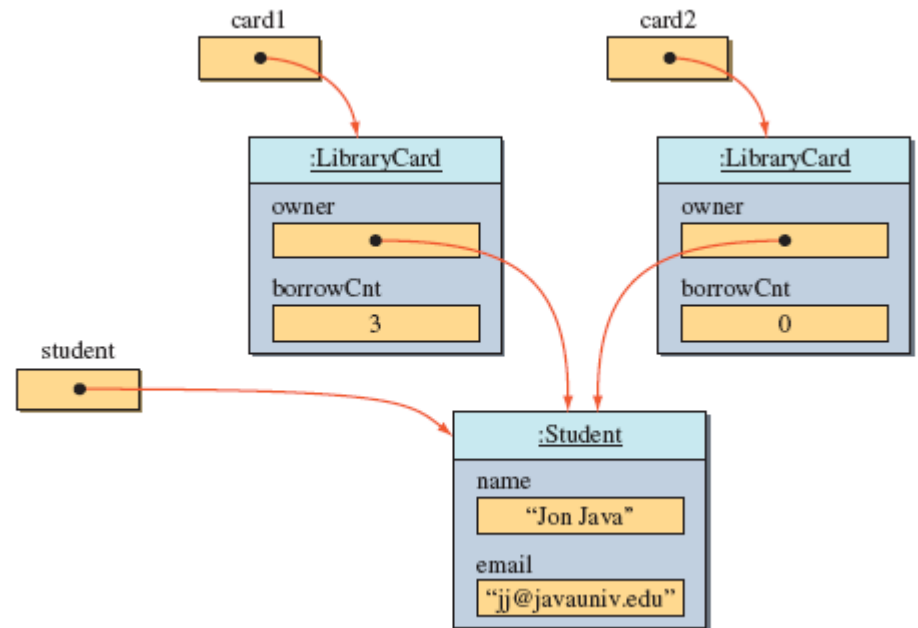 card1
card2
:LibraryCard
:LibraryCard
owner
owner
borrowCnt
borrowCnt
3
0
student
:Student
name
“Jon Java”
email
“jj@javauniv.edu”